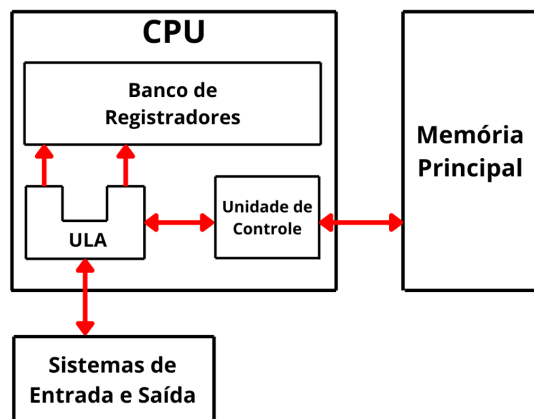 CPU
Banco de
Registradores
Memória
Principal
Unidade de
Controle
ULA
Sistemas de
Entrada e Saída